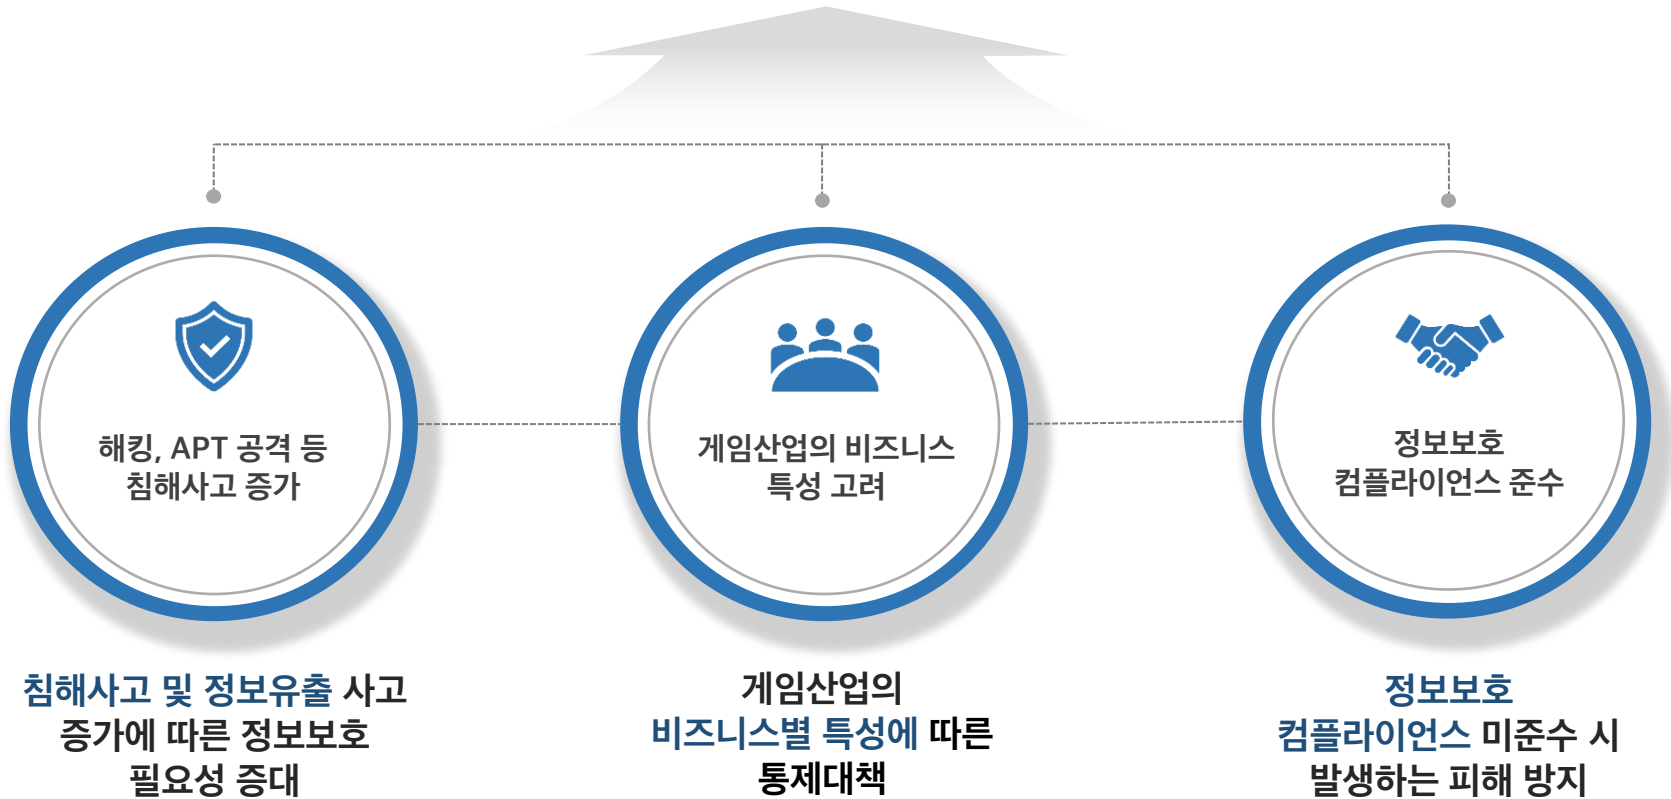 해킹, APT 공격 등
침해사고 증가
게임산업의 비즈니스
특성 고려
정보보호
컴플라이언스 준수
침해사고 및 정보유출 사고
증가에 따른 정보보호
필요성 증대
게임산업의
비즈니스별 특성에 따른
통제대책
정보보호
컴플라이언스 미준수 시
발생하는 피해 방지